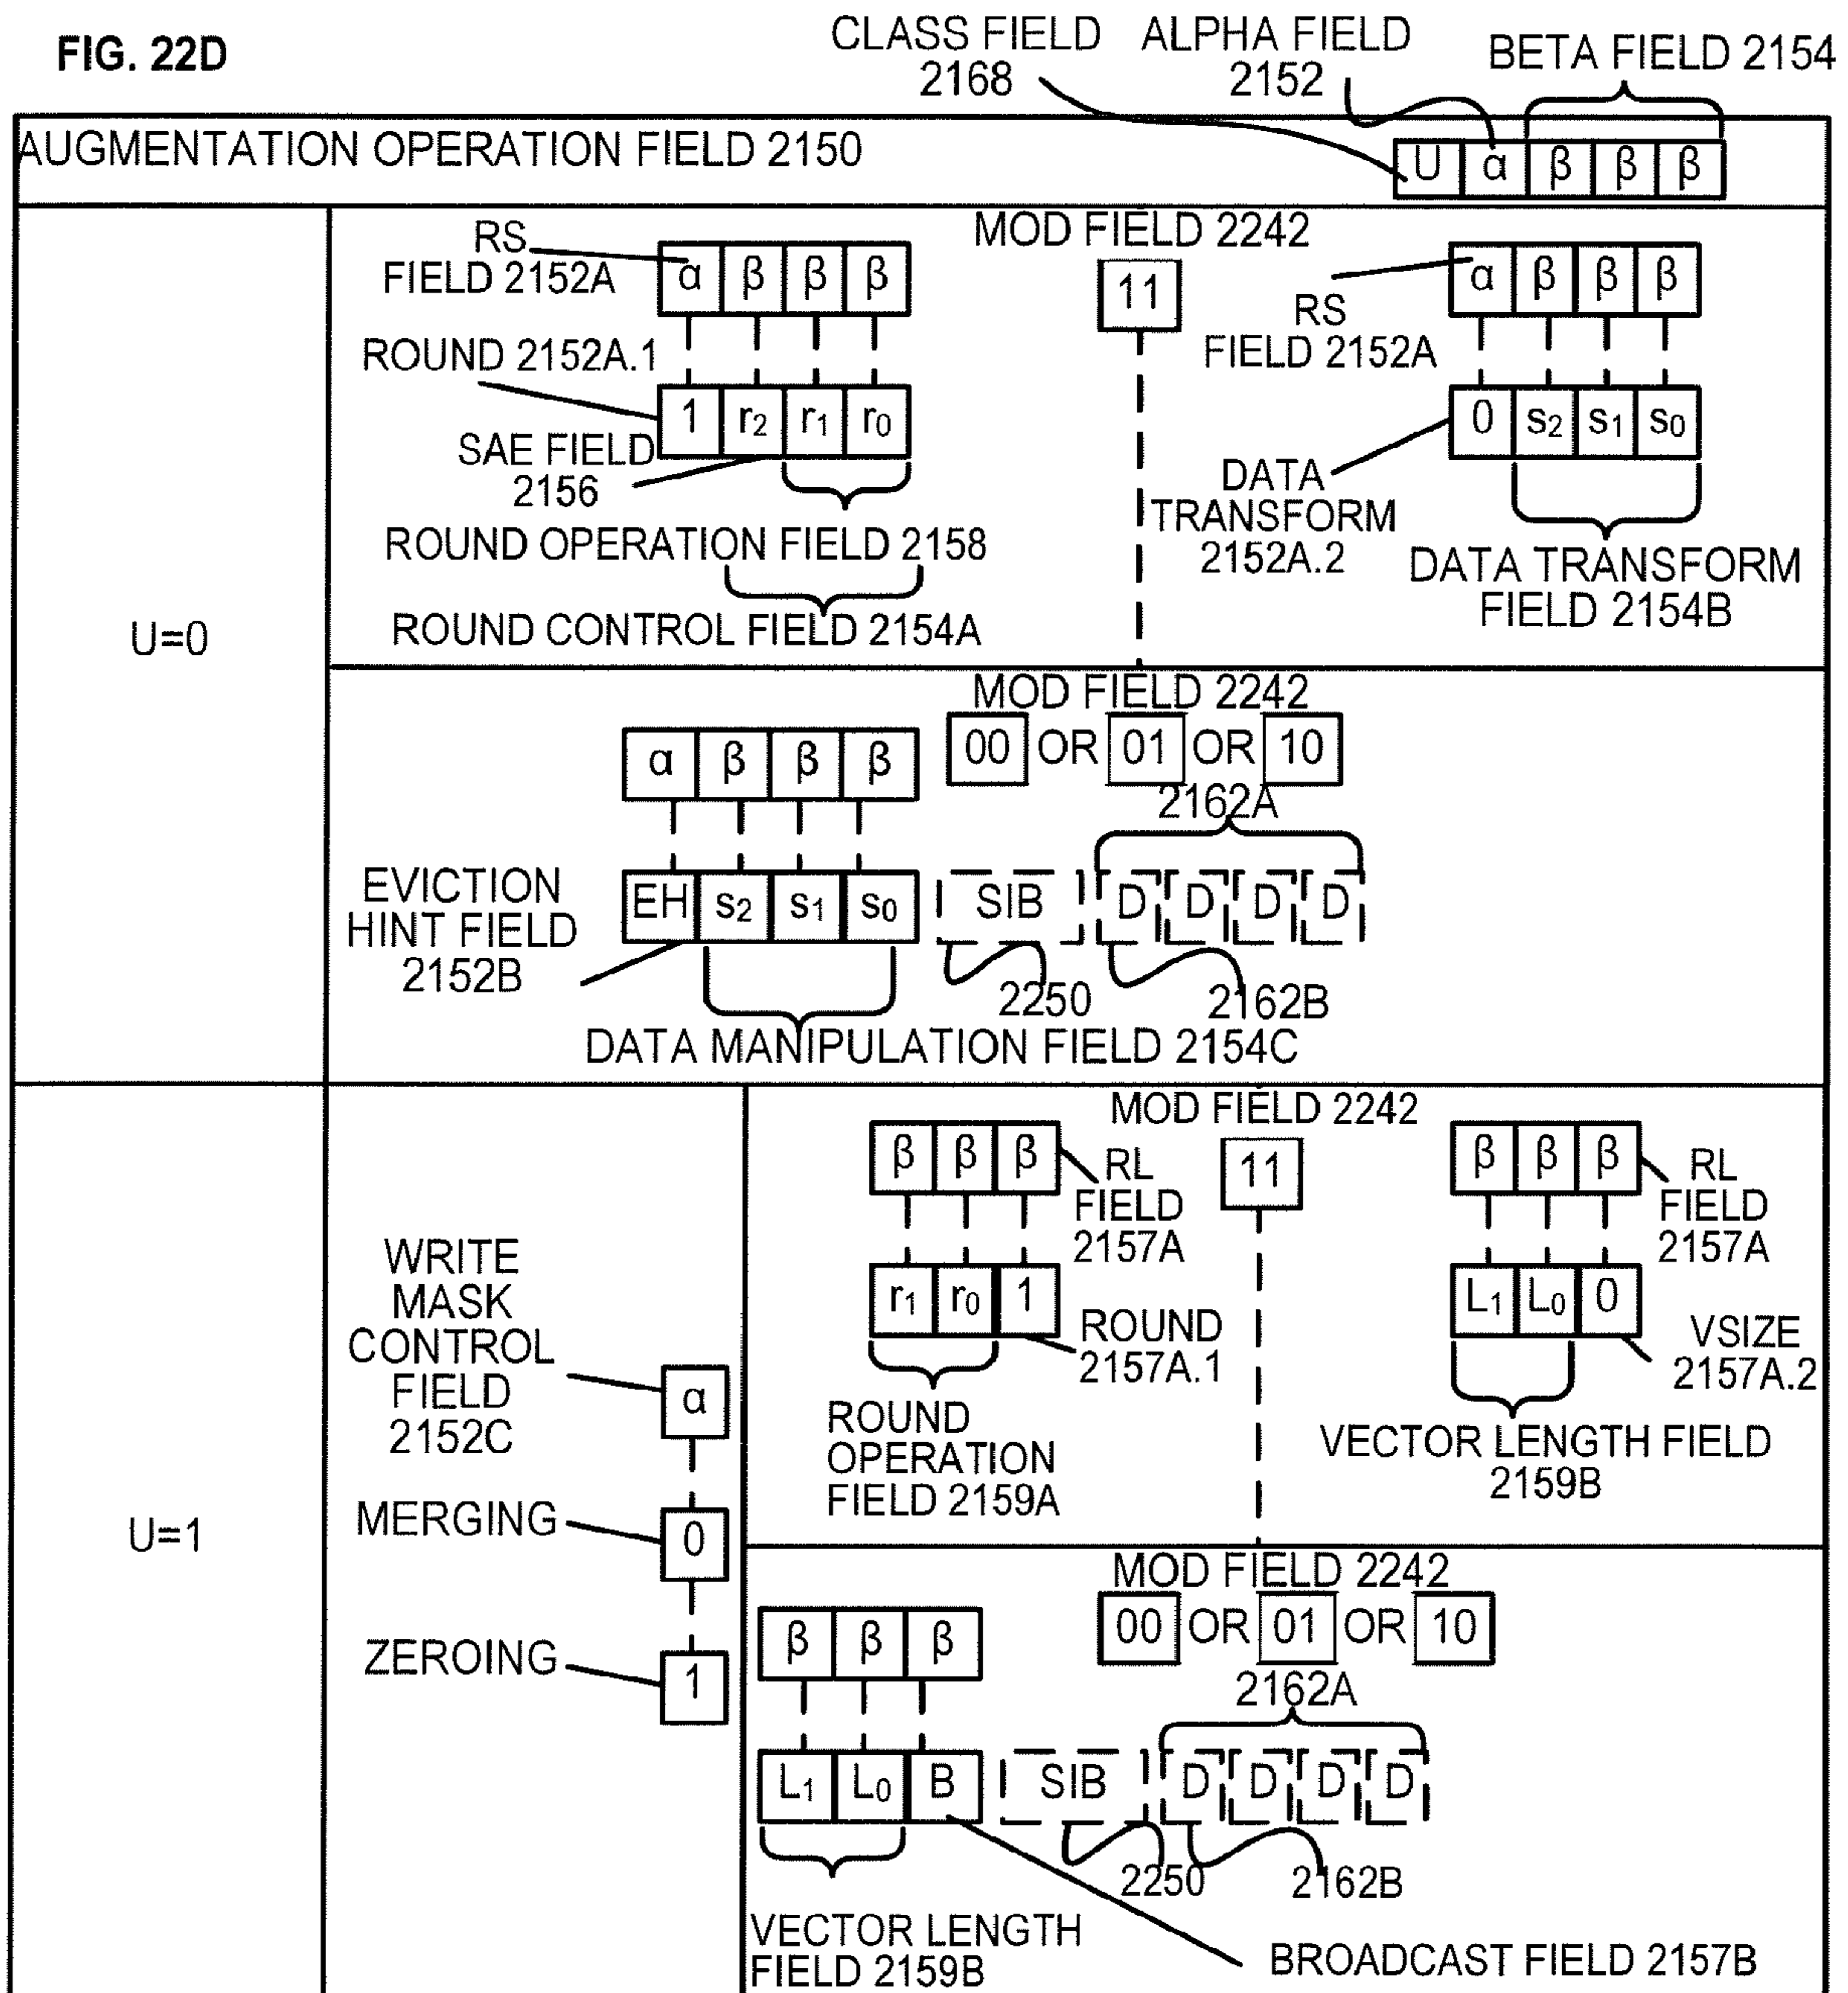 FIG. 22D
CLASS FIELD
2168
ALPHA FIELD
2152
BETA FIELD 2154
AUGMENTATION OPERATION FIELD 2150
U α β β β
U=0
MOD FIELD 2242
11
RS
FIELD 2152A
α β β β
ROUND 2152A.1
1 r2 r1 r0
SAE FIELD
2156
ROUND OPERATION FIELD 2158
ROUND CONTROL FIELD 2154A
RS
FIELD 2152A
α β β β
0 s2 s1 s0
DATA
TRANSFORM
2152A.2
DATA TRANSFORM
FIELD 2154B
MOD FIELD 2242
00 OR 01 OR 10
α β β β
2162A
EVICTION
HINT FIELD
2152B
EH s2 s1 s0
SIB
D D D D
2250
2162B
DATA MANIPULATION FIELD 2154C
U=1
WRITE
MASK
CONTROL
FIELD
2152C
α
MERGING
0
ZEROING
1
MOD FIELD 2242
11
β β β
RL
FIELD
2157A
r1 r0 1
ROUND
2157A.1
ROUND
OPERATION
FIELD 2159A
β β β
RL
FIELD
2157A
L1 L0 0
VSIZE
2157A.2
VECTOR LENGTH FIELD
2159B
MOD FIELD 2242
00 OR 01 OR 10
β β β
2162A
L1 L0 B
SIB
D D D D
2250
2162B
VECTOR LENGTH
FIELD 2159B
BROADCAST FIELD 2157B